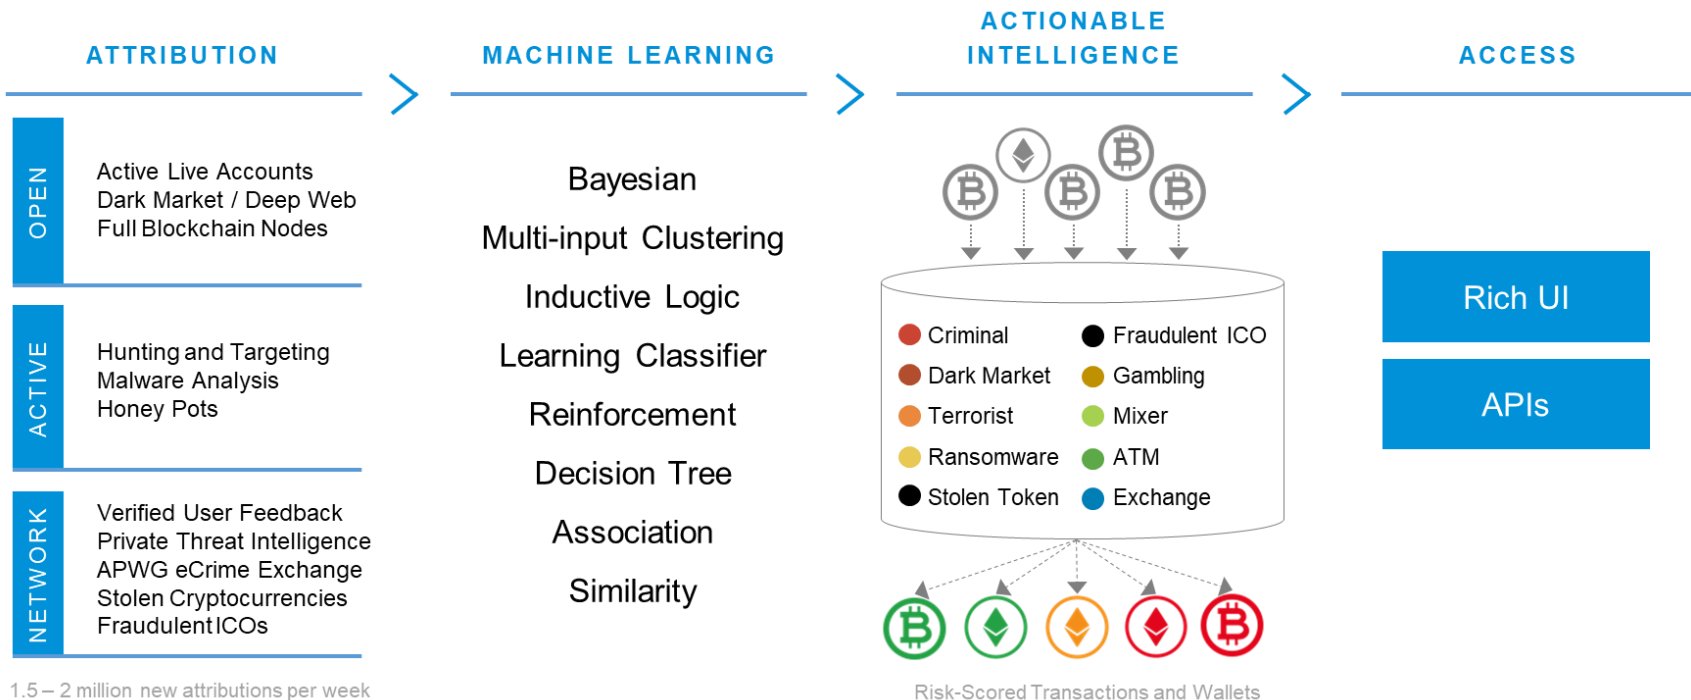 ATTRIBUTION
OPEN
Active Live Accounts
Dark Market / Deep Web
Full Blockchain Nodes
ACTIVE
Hunting and Targeting
Malware Analysis
Honey Pots
NETWORK
Verified User Feedback
Private Threat Intelligence
APWG eCrime Exchange
Stolen Cryptocurrencies
Fraudulent ICOs
1.5 – 2 million new attributions per week
MACHINE LEARNING
Bayesian
Multi-input Clustering
Inductive Logic
Learning Classifier
Reinforcement
Decision Tree
Association
Similarity
ACTIONABLE
INTELLIGENCE
Criminal
Dark Market
Terrorist
Ransomware
Stolen Token
Fraudulent ICO
Gambling
Mixer
ATM
Exchange
Risk-Scored Transactions and Wallets
ACCESS
Rich UI
APIs